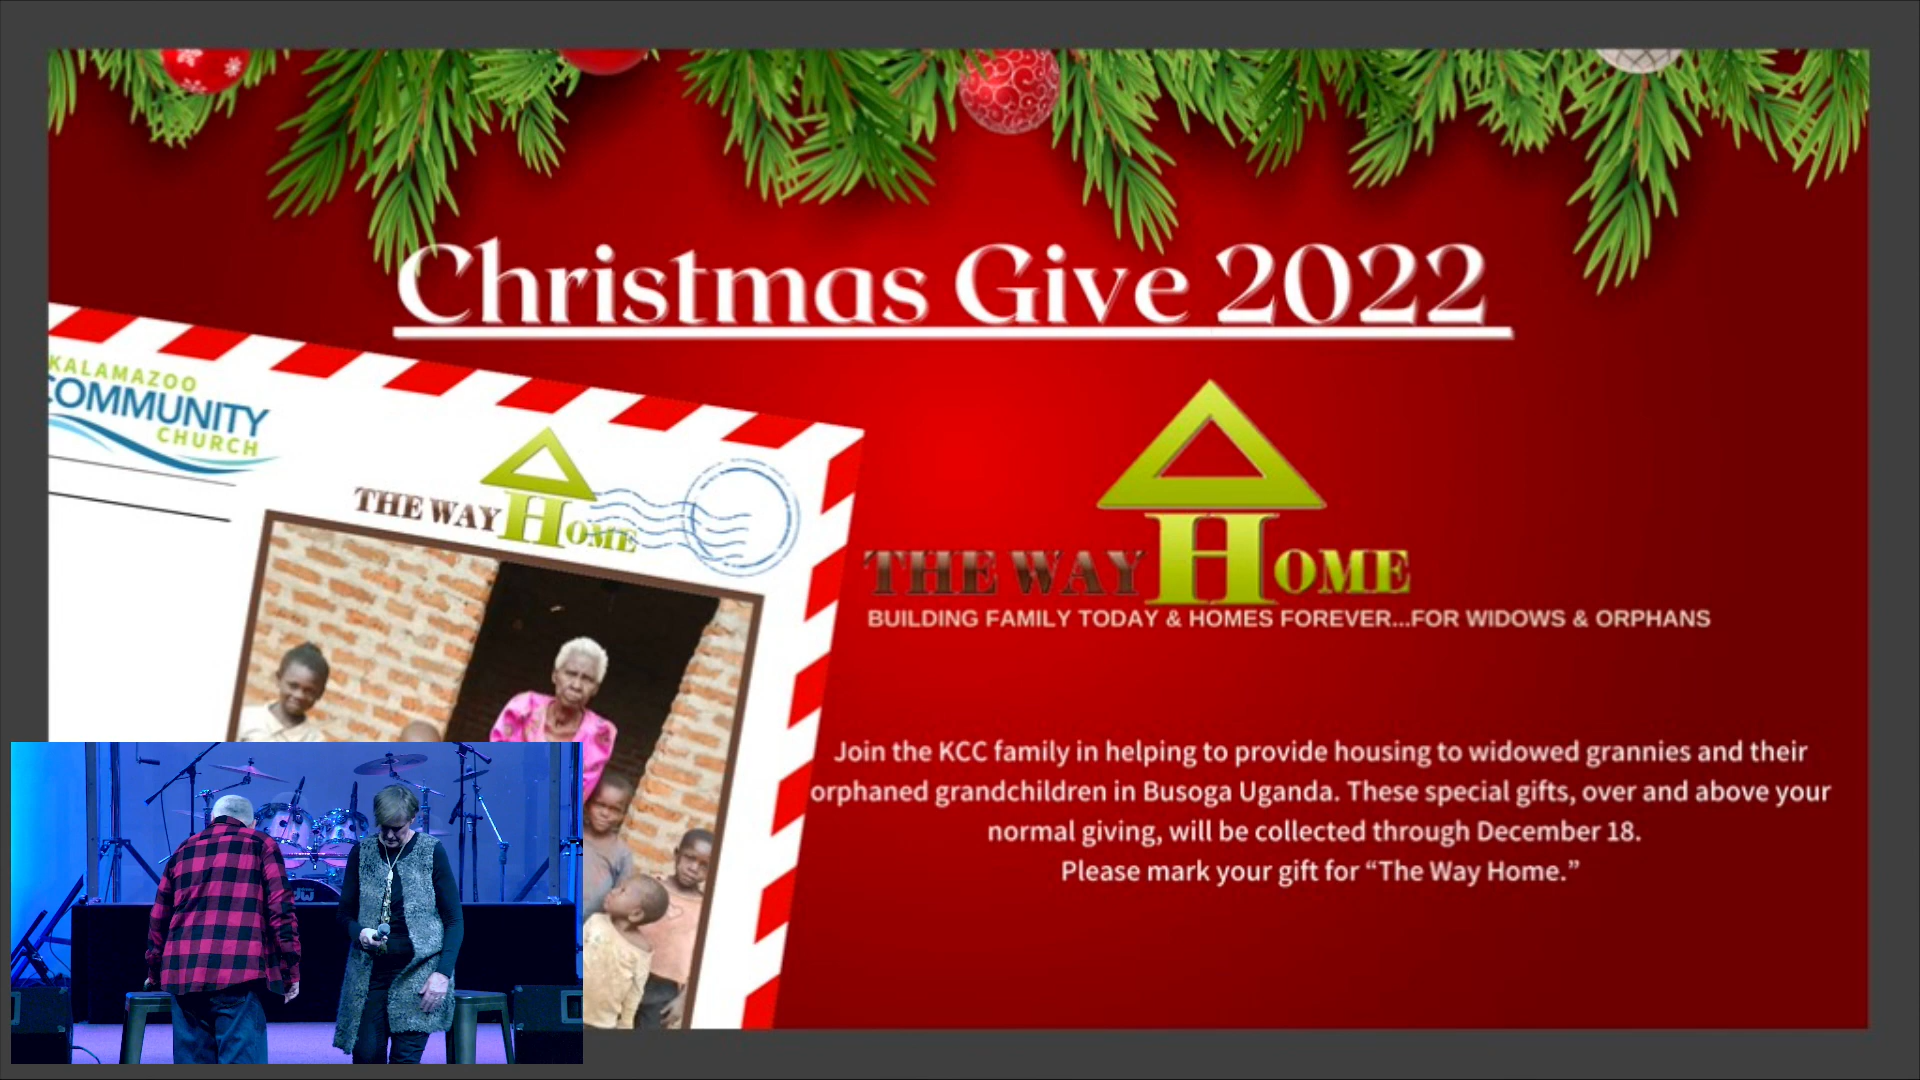 Christmas Give 2022
KALAMAZOO
COMMUNITY
CHURCH
THE WAY HOME
THE WAY HOME
BUILDING FAMILY TODAY & HOMES FOREVER...FOR WIDOWS & ORPHANS
Join the KCC family in helping to provide housing to widowed grannies and their
orphaned grandchildren in Busoga Uganda. These special gifts, over and above your
normal giving, will be collected through December 18.
Please mark your gift for “The Way Home.”
dw